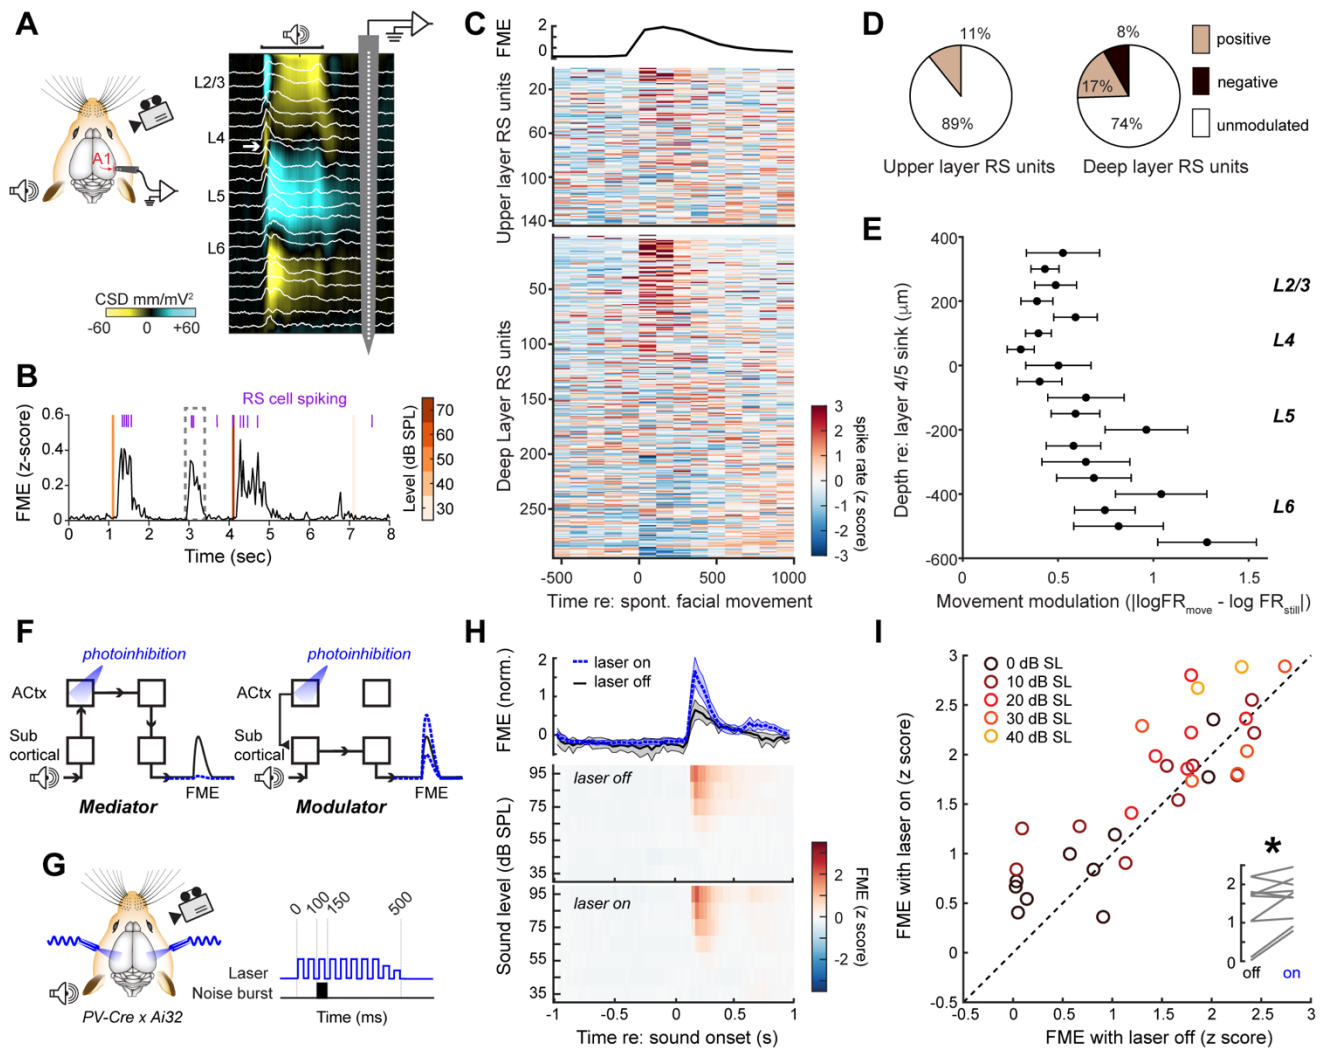 A
A1
L2/3
L4
L5
L6
CSD mm/mV²
-60 0 +60
B
RS cell spiking
FME (z-score)
0.6
0.4
0.2
0
0 1 2 3 4 5 6 7 8
Time (sec)
Level (dB SPL)
70
60
50
40
30
C
FME
2
0
Upper layer RS units
20
60
100
140
Deep Layer RS units
50
100
150
200
250
-500 0 500 1000
Time re: spont. facial movement
spike rate (z score)
3
2
1
0
-1
-2
-3
D
11%
89%
Upper layer RS units
8%
17%
74%
Deep layer RS units
positive
negative
unmodulated
E
Depth re: layer 4/5 sink (μm)
400
200
0
-200
-400
-600
L2/3
L4
L5
L6
0 0.5 1 1.5
Movement modulation (|logFRmove - log FRstill|)
F
photoinhibition
ACtx
Sub cortical
FME
Mediator
photoinhibition
ACtx
Sub cortical
FME
Modulator
G
PV-Cre x Ai32
0 100 150 500
Laser
Noise burst
Time (ms)
H
FME (norm.)
2
1
0
laser on
laser off
Sound level (dB SPL)
laser off
95
75
55
35
laser on
95
75
55
35
-1 -0.5 0 0.5 1
Time re: sound onset (s)
FME (z score)
2
0
-2
I
FME with laser on (z score)
3
2.5
2
1.5
1
0.5
0
-0.5
0 dB SL
10 dB SL
20 dB SL
30 dB SL
40 dB SL
*
2
1
0
off on
-0.5 0 0.5 1 1.5 2 2.5 3
FME with laser off (z score)